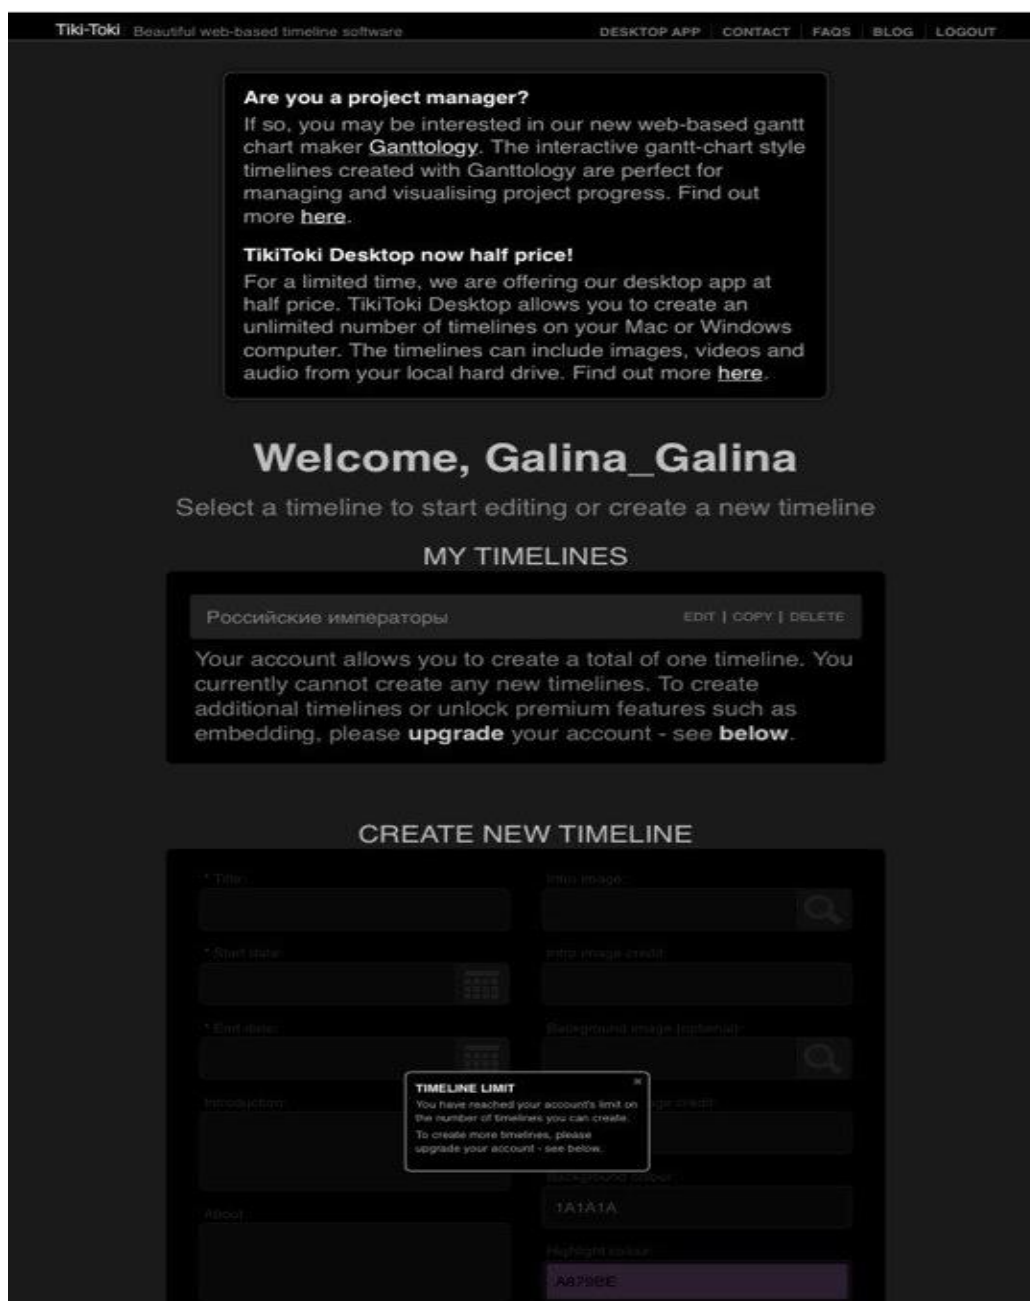 Tiki-Toki Beautiful web-based timeline software
DESKTOP APP CONTACT FAQS BLOG LOGOUT
Are you a project manager?
If so, you may be interested in our new web-based gantt
chart maker Ganttology. The interactive gantt-chart style
timelines created with Ganttology are perfect for
managing and visualising project progress. Find out
more here.
TikiToki Desktop now half price!
For a limited time, we are offering our desktop app at
half price. TikiToki Desktop allows you to create an
unlimited number of timelines on your Mac or Windows
computer. The timelines can include images, videos and
audio from your local hard drive. Find out more here.
Welcome, Galina_Galina
Select a timeline to start editing or create a new timeline
MY TIMELINES
Российские императоры EDIT | COPY | DELETE
Your account allows you to create a total of one timeline. You
currently cannot create any new timelines. To create
additional timelines or unlock premium features such as
embedding, please upgrade your account - see below.
CREATE NEW TIMELINE
* Title:
Intro image:
* Start date:
Intro image credit:
* End date:
Background image (optional):
Introduction:
credit:
TIMELINE LIMIT
You have reached your account's limit on
the number of timelines you can create.
To create more timelines, please
upgrade your account - see below.
Background colour:
1A1A1A
About:
Highlight colour:
A879BE